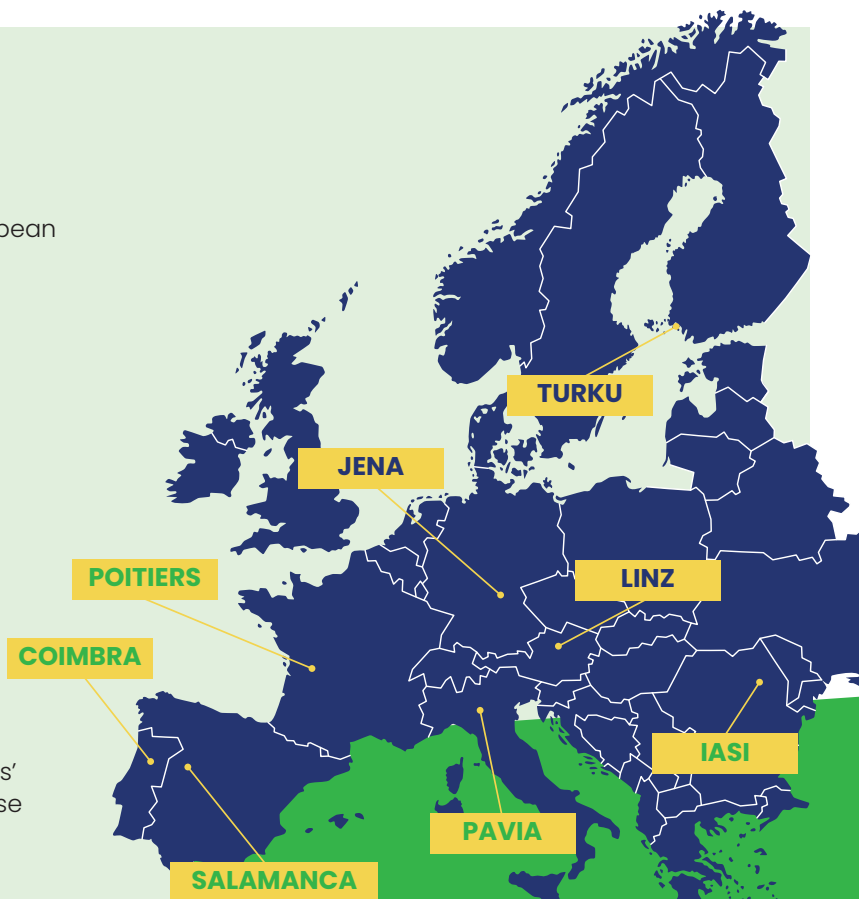 pean
TURKU
JENA
POITIERS
LINZ
COIMBRA
IASI
s’
se
PAVIA
SALAMANCA